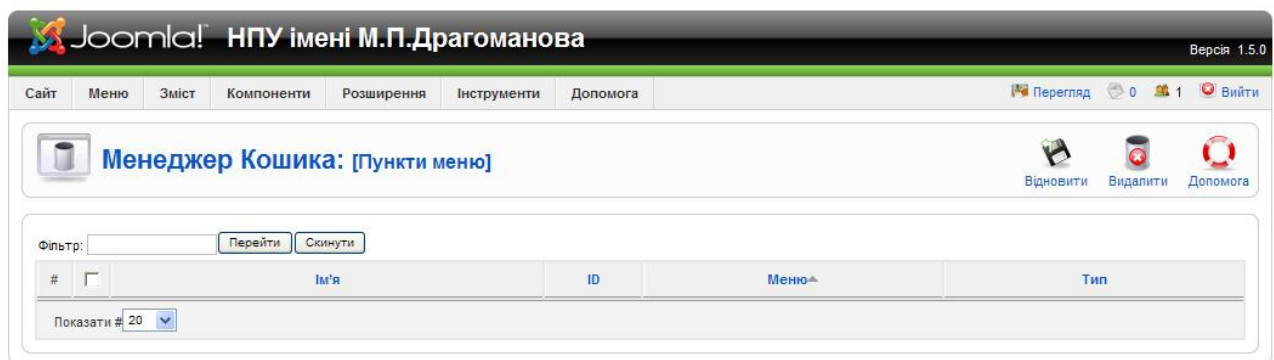 Joomla! НПУ імені М.П.Драгоманова
Версія 1.5.0
Сайт Меню Зміст Компоненти Розширення Інструменти Допомога Перегляд 0 1 Вийти
Менеджер Кошика: [Пункти меню]
Відновити Видалити Допомога
Фільтр: Перейти Скинути
# Ім'я ID Меню Тип
Показати # 20